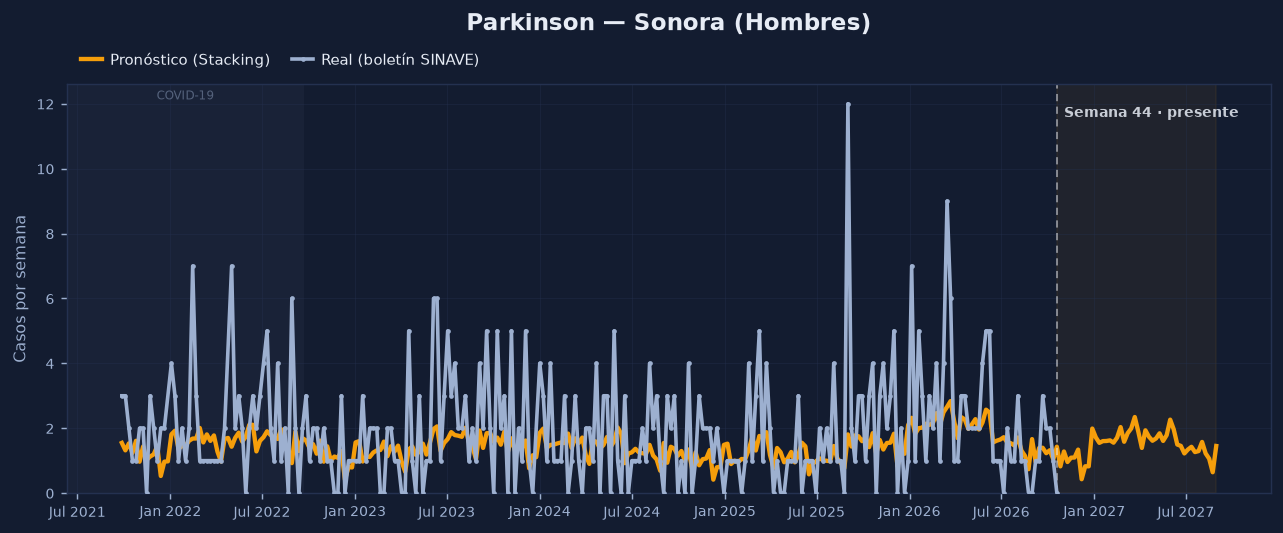 Parkinson — Sonora (Hombres)
Pronóstico (Stacking)
Real (boletín SINAVE)
COVID-19
Semana 44 · presente
Casos por semana
12
10
8
6
4
2
0
Jul 2021
Jan 2022
Jul 2022
Jan 2023
Jul 2023
Jan 2024
Jul 2024
Jan 2025
Jul 2025
Jan 2026
Jul 2026
Jan 2027
Jul 2027